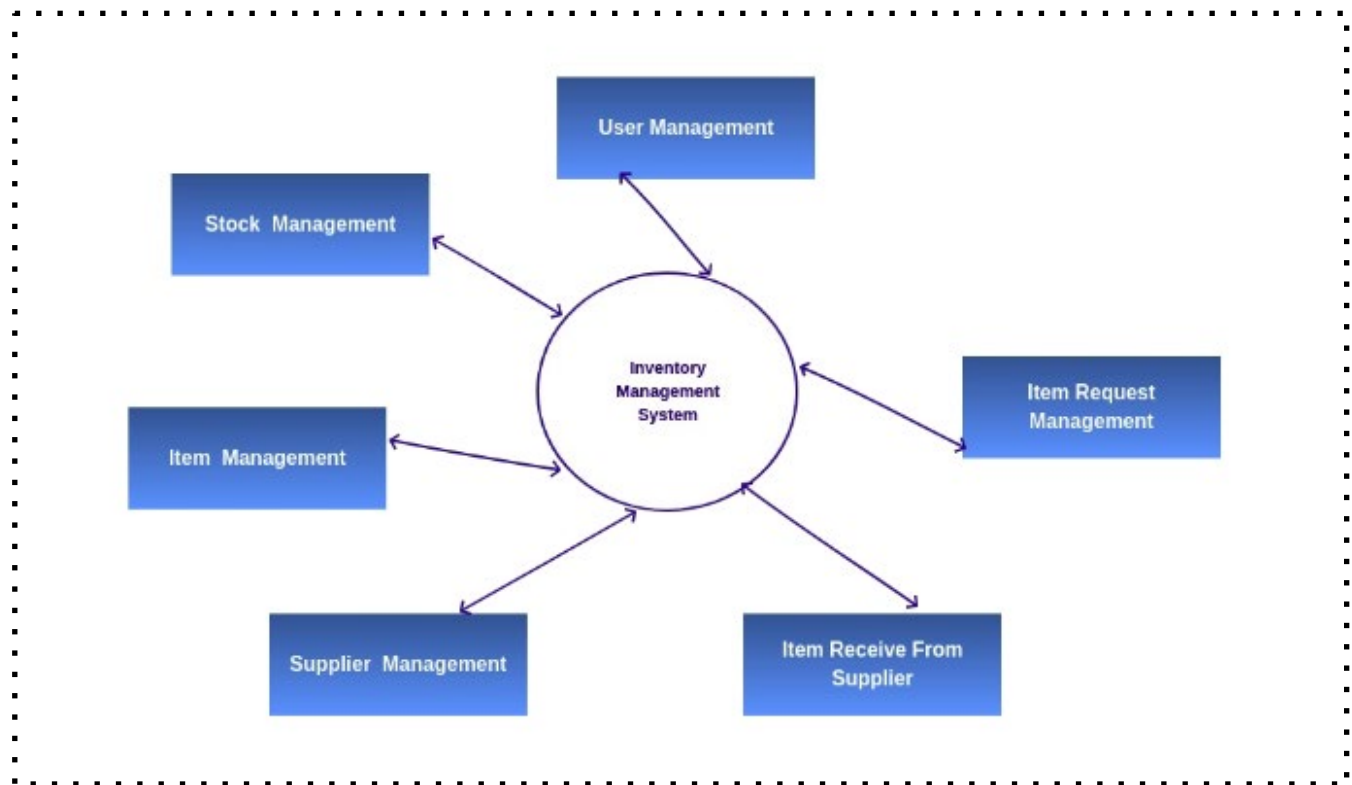 User Management
Stock Management
Inventory
Management
System
Item Request
Management
Item Management
Supplier Management
Item Receive From
Supplier